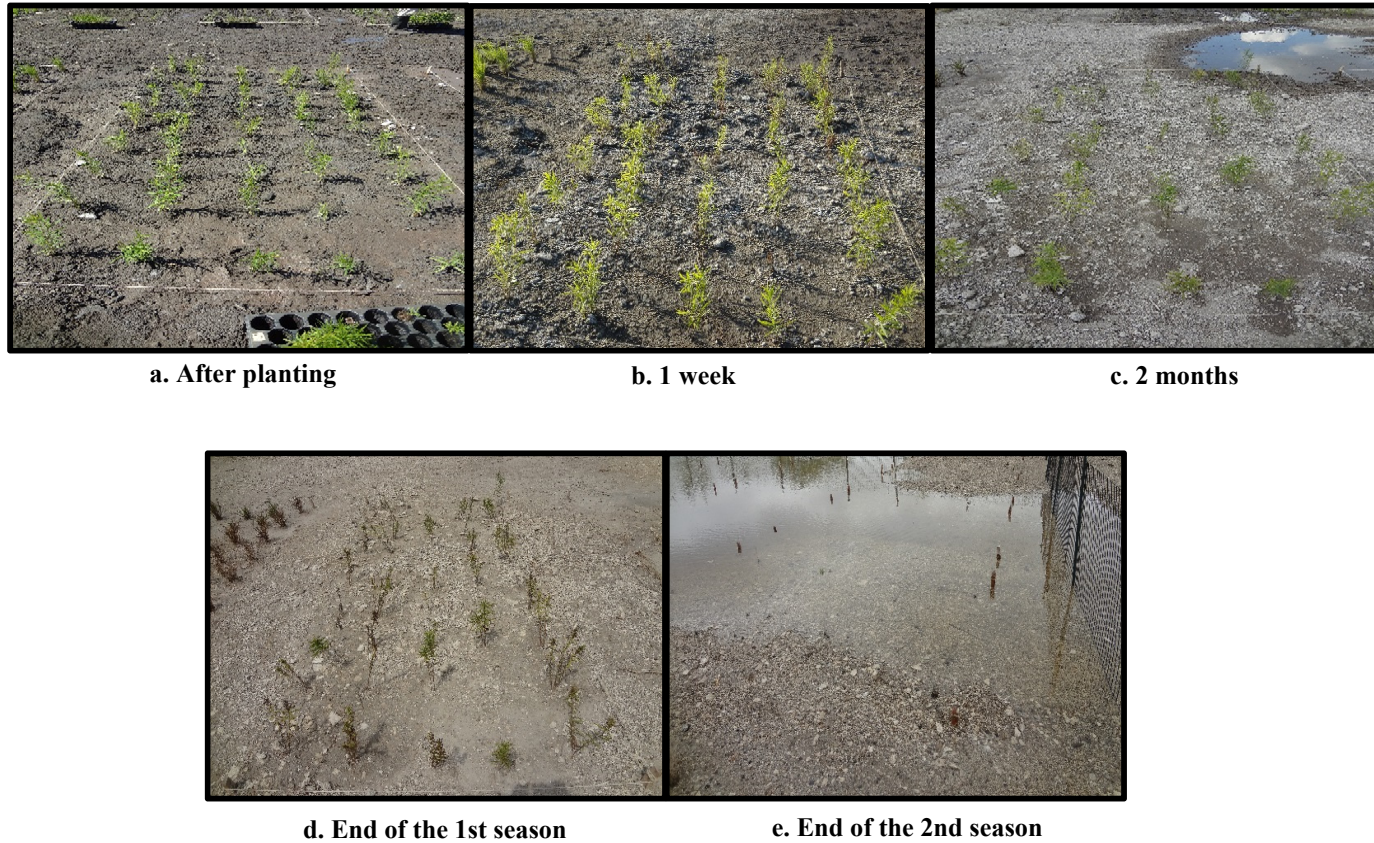 a. After planting
b. 1 week
c. 2 months
d. End of the 1st season
e. End of the 2nd season